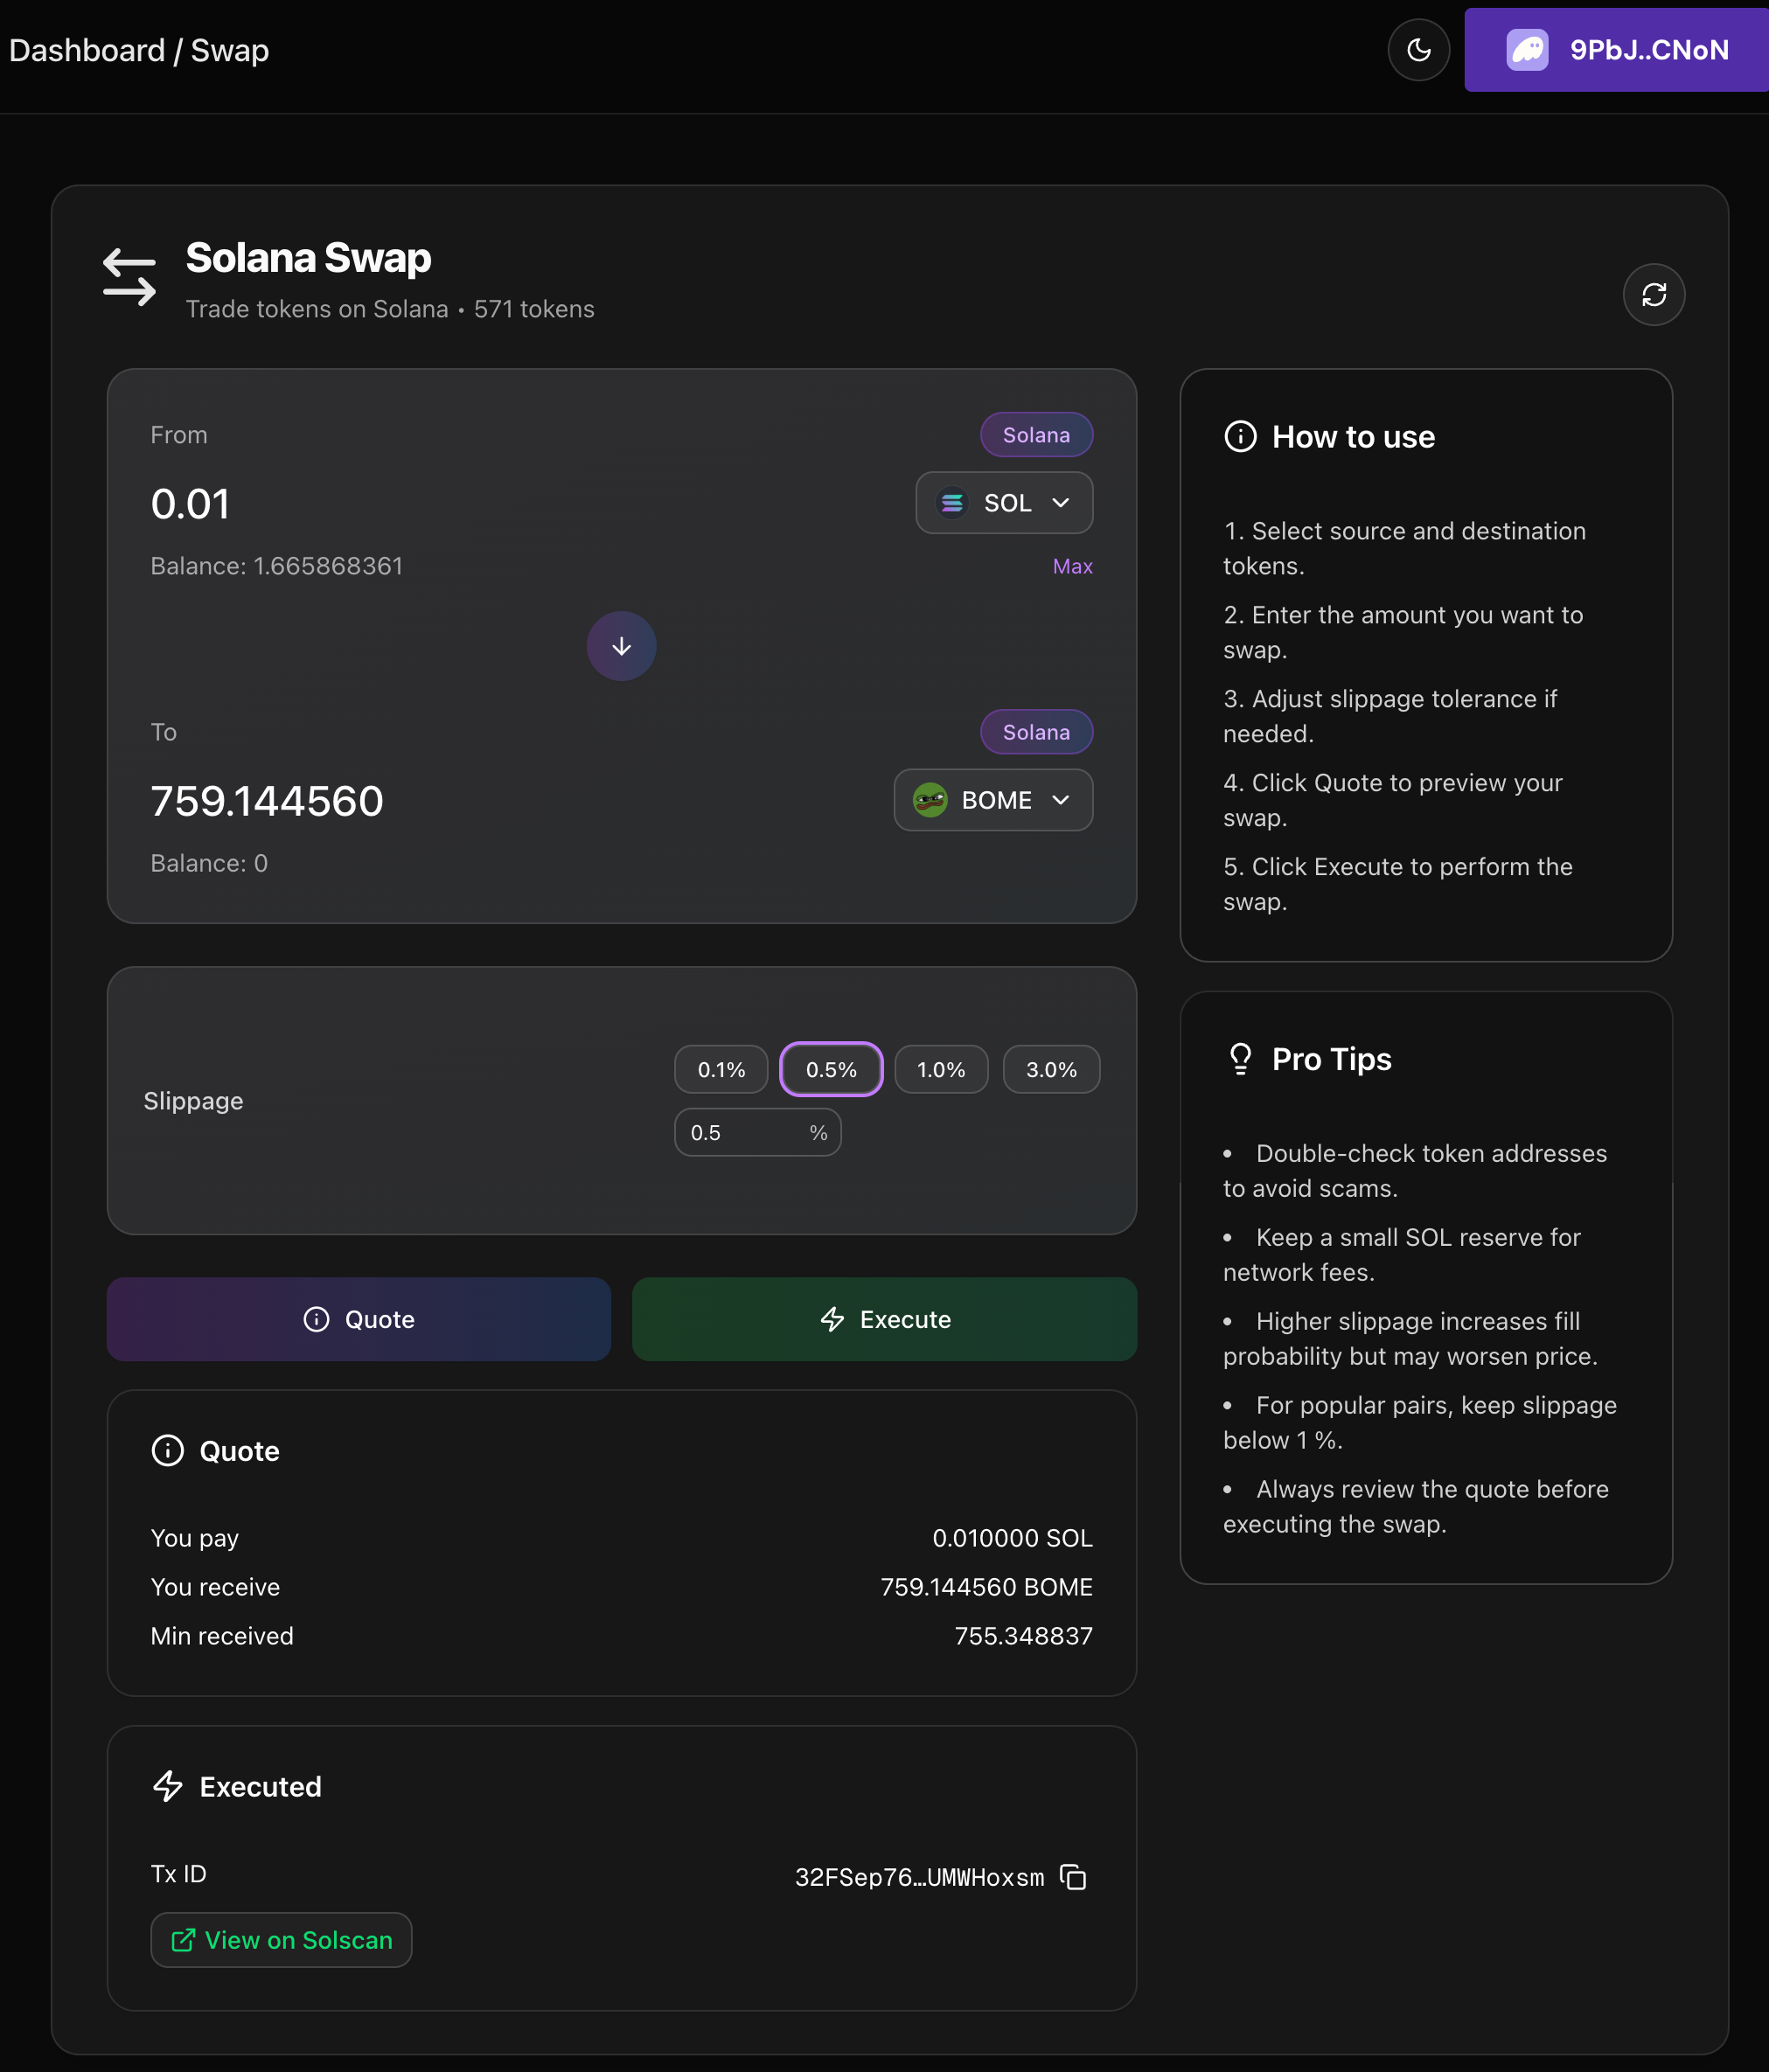 Dashboard / Swap
9PbJ..CNoN
Solana Swap
Trade tokens on Solana • 571 tokens
From
Solana
0.01
SOL
Balance: 1.665868361
Max
To
Solana
759.144560
BOME
Balance: 0
Slippage
0.1%
0.5%
1.0%
3.0%
0.5
%
Quote
Execute
Quote
You pay
0.010000 SOL
You receive
759.144560 BOME
Min received
755.348837
Executed
Tx ID
32FSep76…UMWHoxsm
View on Solscan
How to use
1. Select source and destination
tokens.
2. Enter the amount you want to
swap.
3. Adjust slippage tolerance if
needed.
4. Click Quote to preview your
swap.
5. Click Execute to perform the
swap.
Pro Tips
• Double-check token addresses
to avoid scams.
• Keep a small SOL reserve for
network fees.
• Higher slippage increases fill
probability but may worsen price.
• For popular pairs, keep slippage
below 1 %.
• Always review the quote before
executing the swap.